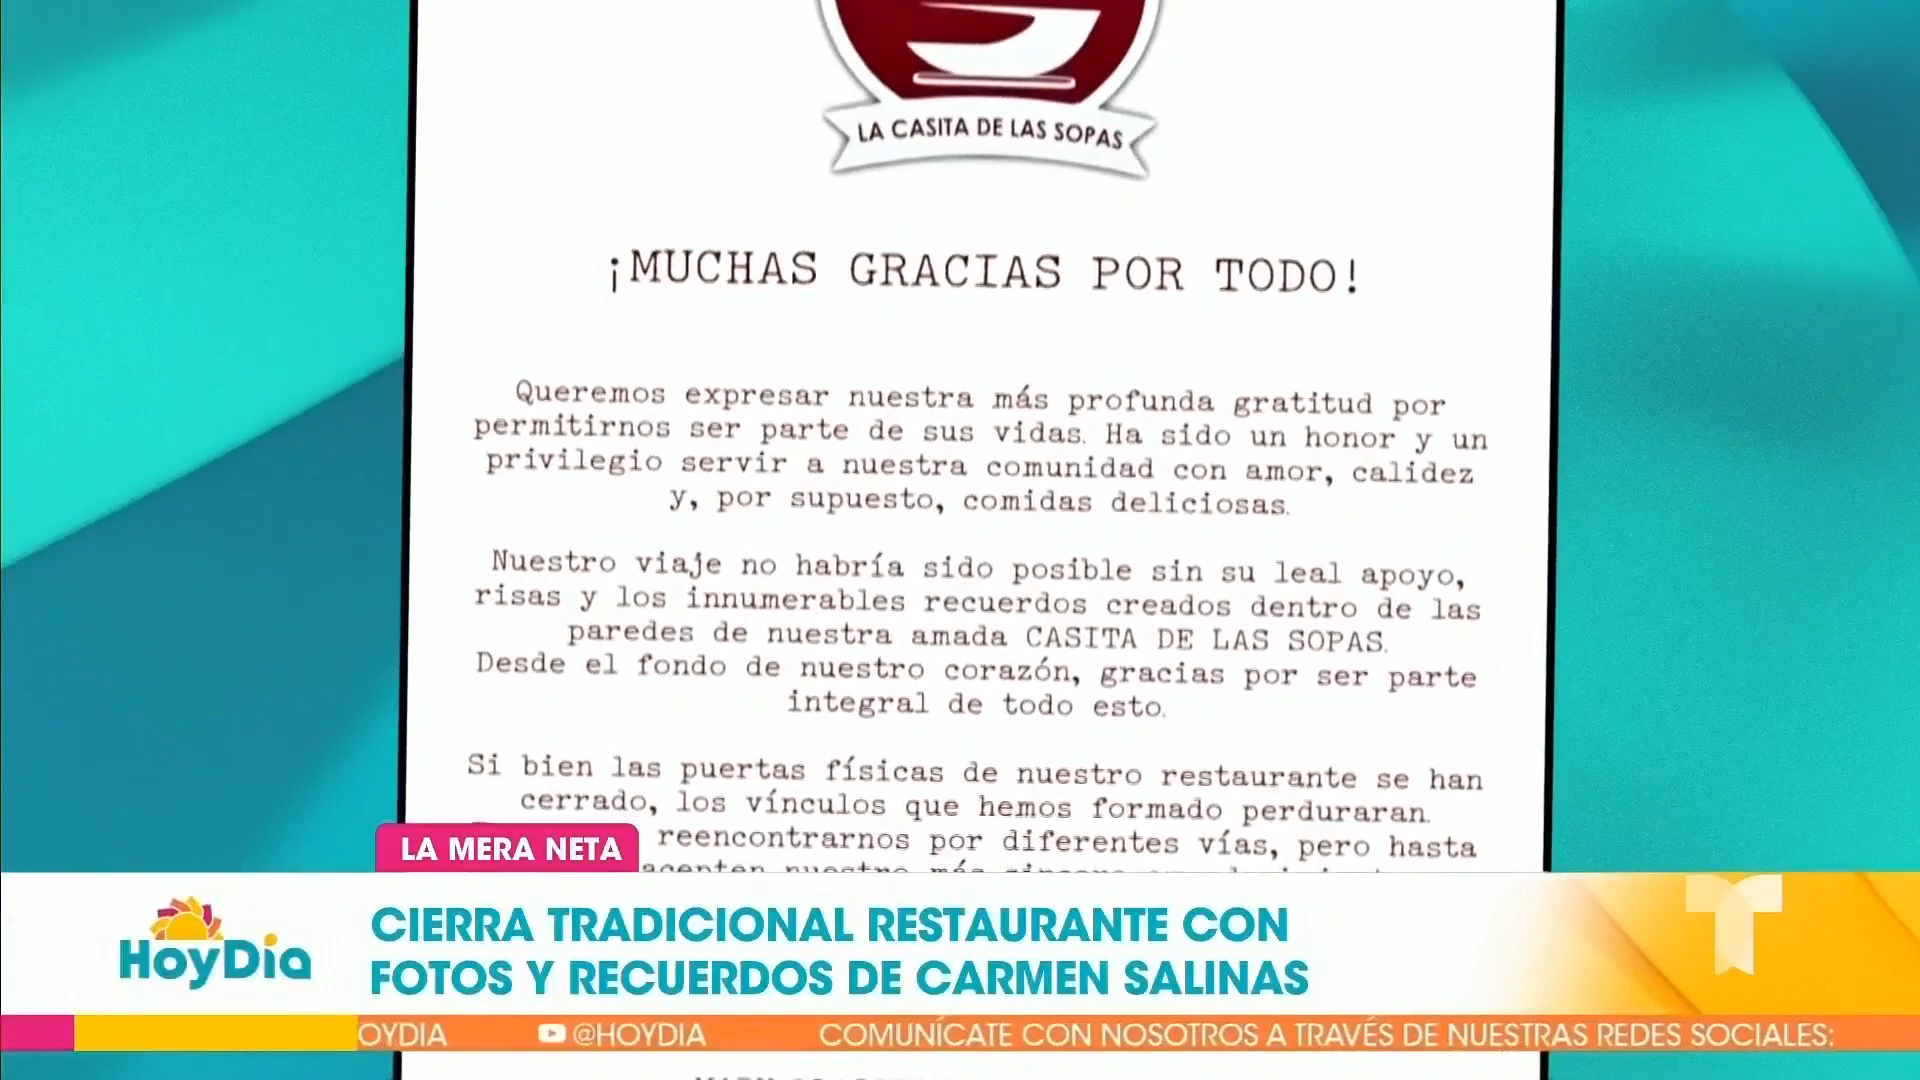 LA CASITA DE LAS SOPAS
¡MUCHAS GRACIAS POR TODO!
Queremos expresar nuestra más profunda gratitud por
permitirnos ser parte de sus vidas. Ha sido un honor y un
privilegio servir a nuestra comunidad con amor, calidez
y, por supuesto, comidas deliciosas.
Nuestro viaje no habría sido posible sin su leal apoyo,
risas y los innumerables recuerdos creados dentro de las
paredes de nuestra amada CASITA DE LAS SOPAS.
Desde el fondo de nuestro corazón, gracias por ser parte
integral de todo esto.
Si bien las puertas físicas de nuestro restaurante se han
cerrado, los vínculos que hemos formado perduraran.
reencontrarnos por diferentes vías, pero hasta
LA MERA NETA
HoyDía
CIERRA TRADICIONAL RESTAURANTE CON
FOTOS Y RECUERDOS DE CARMEN SALINAS
OYDIA @HOYDIA COMUNÍCATE CON NOSOTROS A TRAVÉS DE NUESTRAS REDES SOCIALES: